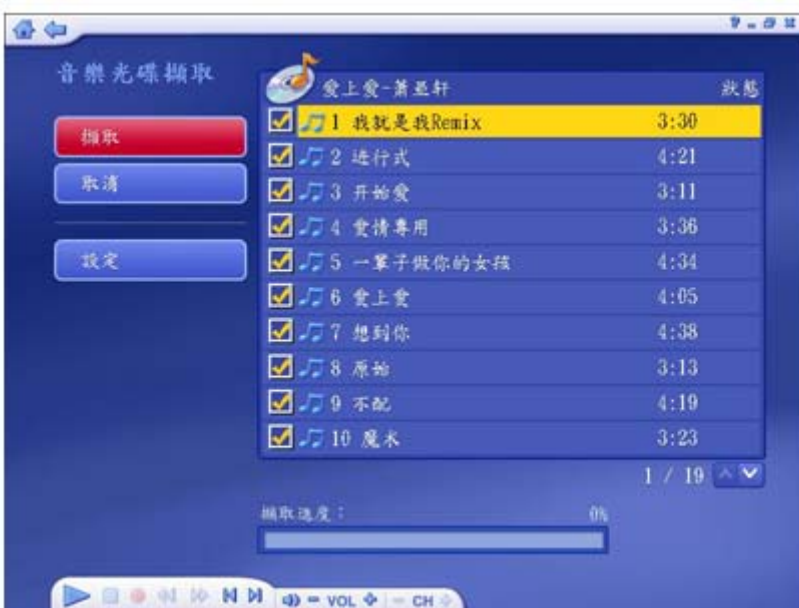 音樂光碟擷取
擷取
取消
設定
愛上愛-蕭亞軒 狀態
1 我就是我Remix 3:30
2 进行式 4:21
3 开始愛 3:11
4 愛情專用 3:36
5 一輩子做你的女孩 4:34
6 愛上愛 4:05
7 想到你 4:38
8 原始 3:13
9 不配 4:19
10 魔术 3:23
1 / 19
擷取進度： 0%
VOL CH